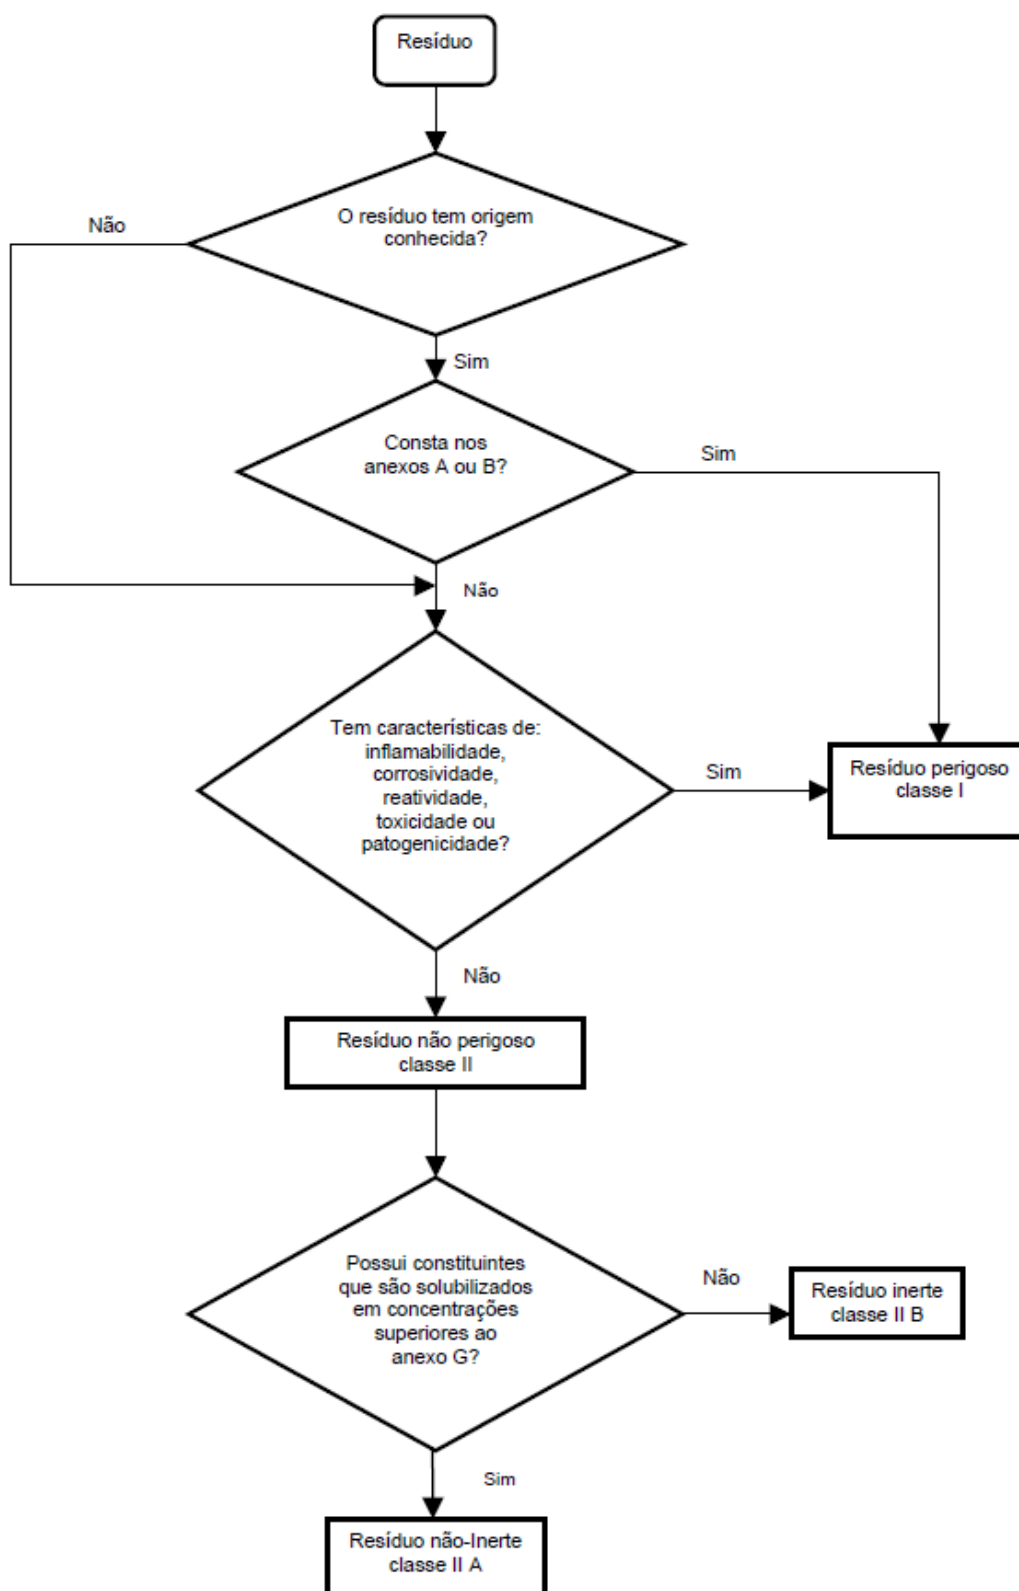 Resíduo
Não
O resíduo tem origem
conhecida?
Sim
Consta nos
anexos A ou B?
Sim
Não
Tem características de:
inflamabilidade,
corrosividade,
reatividade,
toxicidade ou
patogenicidade?
Sim
Resíduo perigoso
classe I
Não
Resíduo não perigoso
classe II
Possui constituintes
que são solubilizados
em concentrações
superiores ao
anexo G?
Não
Resíduo inerte
classe II B
Sim
Resíduo não-Inerte
classe II A